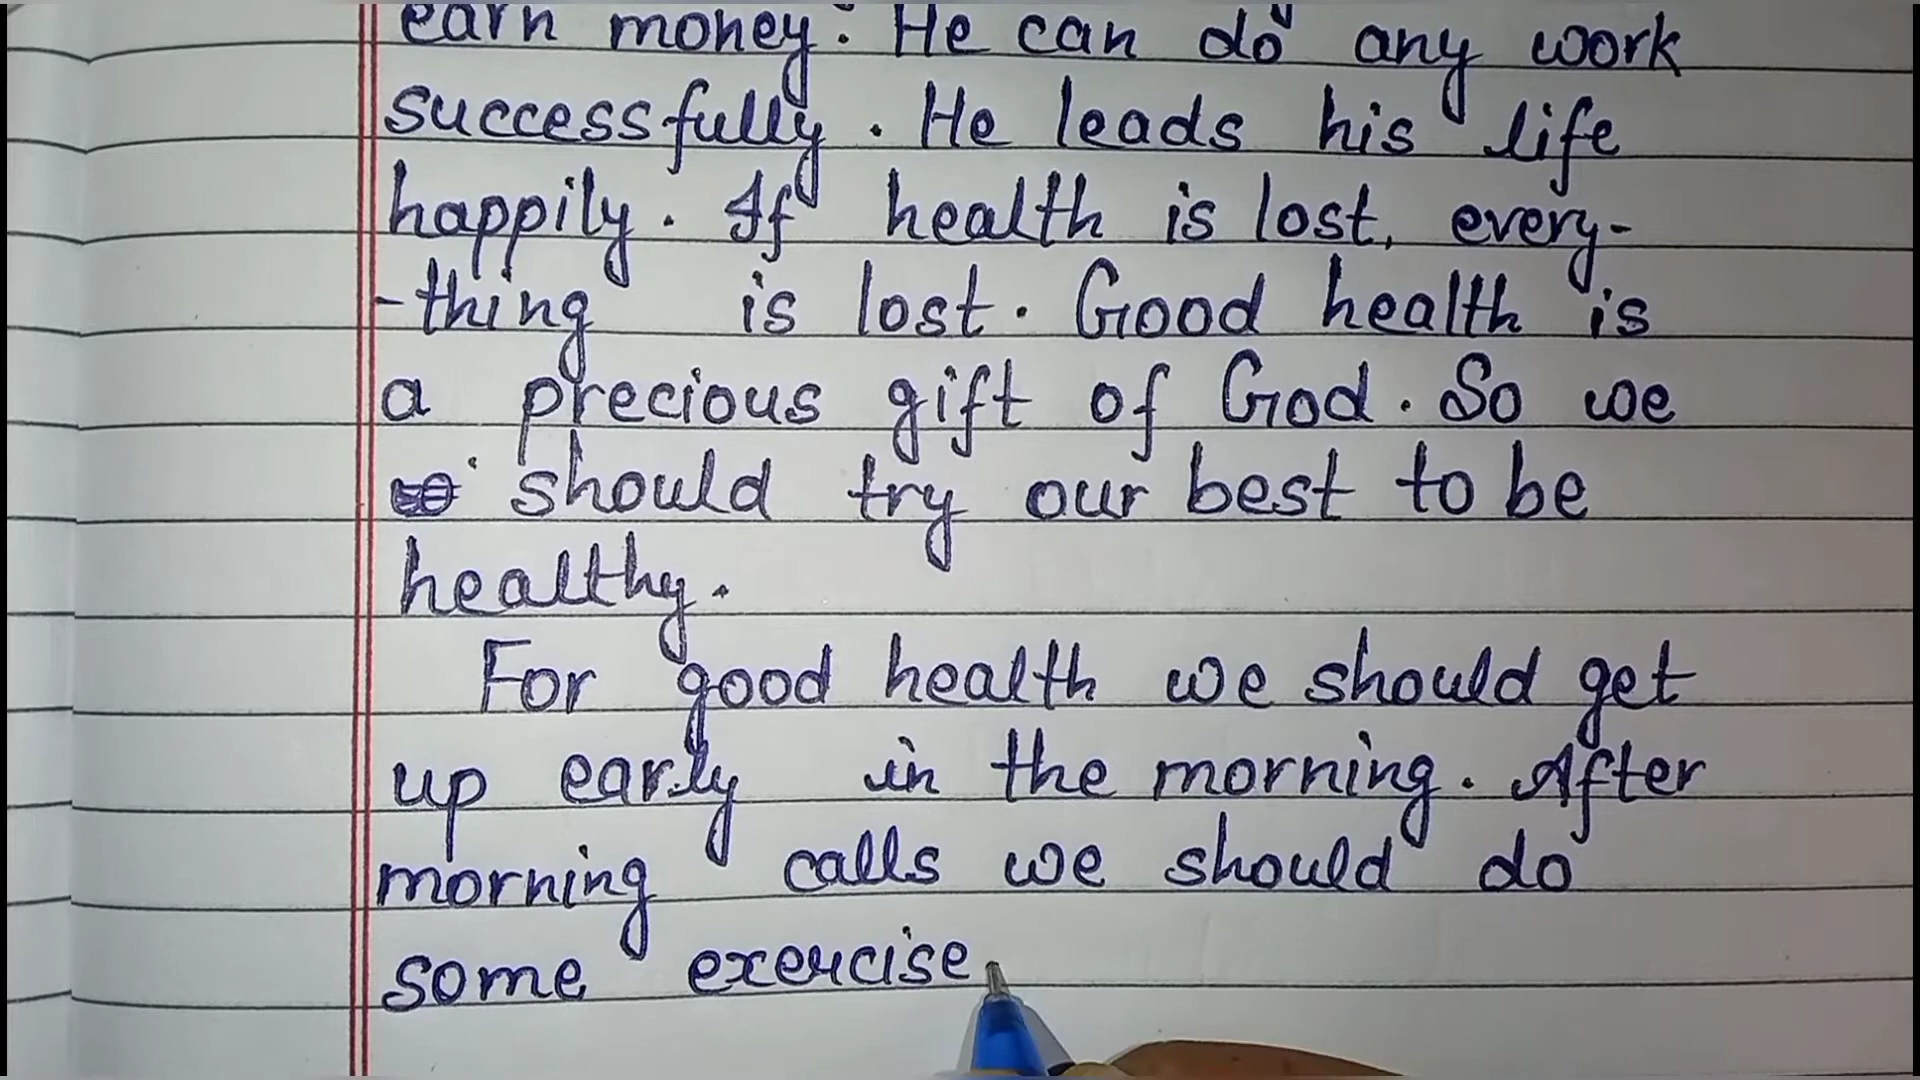 earn money. He can do any work
successfully. He leads his life
happily. If health is lost, every-
-thing is lost. Good health is
a precious gift of God. So we
should try our best to be
healthy.
For good health we should get
up early in the morning. After
morning calls we should do
some exercise